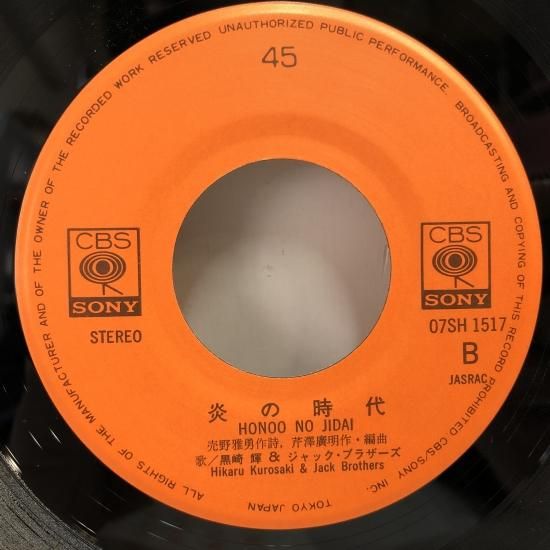 ALL RIGHTS OF THE MANUFACTURER AND OF THE OWNER OF THE RECORDED WORK RESERVED UNAUTHORIZED PUBLIC PERFORMANCE. BROADCASTING AND COPYING OF THIS RECORD PROHIBITED CBS/SONY INC.
TOKYO JAPAN
45
CBS
SONY
STEREO
CBS
SONY
07SH 1517
B
JASRAC
炎の時代
HONOO NO JIDAI
売野雅勇作詩, 芹澤廣明作・編曲
歌/黒崎 輝 & ジャック・ブラザーズ
Hikaru Kurosaki & Jack Brothers